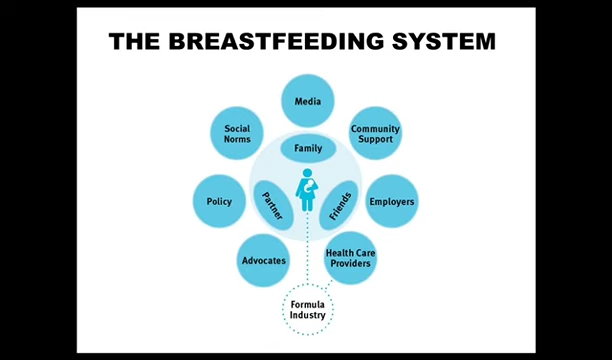 THE BREASTFEEDING SYSTEM
Media
Social
Norms
Community
Support
Family
Policy
Partner
Friends
Employers
Advocates
Health Care
Providers
Formula
Industry